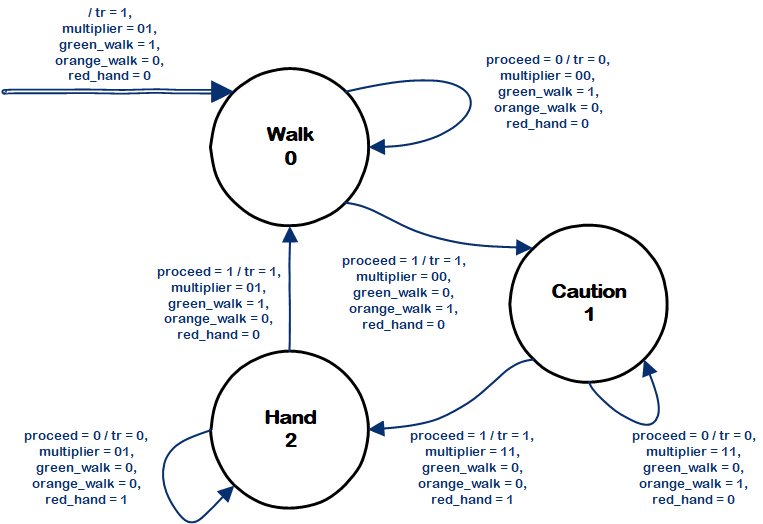 / tr = 1,
multiplier = 01,
green_walk = 1,
orange_walk = 0,
red_hand = 0
proceed = 0 / tr = 0,
multiplier = 00,
green_walk = 1,
orange_walk = 0,
red_hand = 0
Walk
0
proceed = 1 / tr = 1,
multiplier = 01,
green_walk = 1,
orange_walk = 0,
red_hand = 0
proceed = 1 / tr = 1,
multiplier = 00,
green_walk = 0,
orange_walk = 1,
red_hand = 0
Caution
1
Hand
2
proceed = 0 / tr = 0,
multiplier = 01,
green_walk = 0,
orange_walk = 0,
red_hand = 1
proceed = 1 / tr = 1,
multiplier = 11,
green_walk = 0,
orange_walk = 0,
red_hand = 1
proceed = 0 / tr = 0,
multiplier = 11,
green_walk = 0,
orange_walk = 1,
red_hand = 0